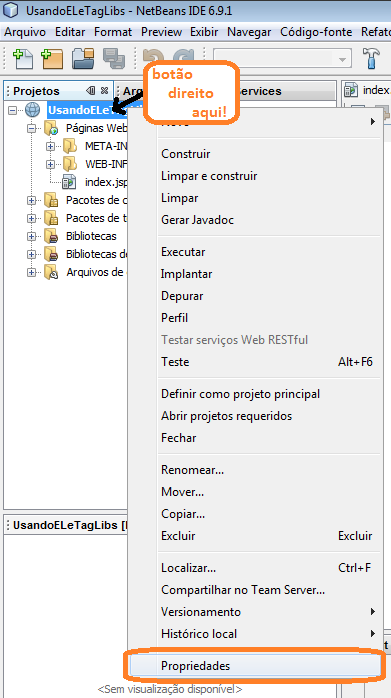 UsandoELeTagLibs - NetBeans IDE 6.9.1
Arquivo Editar Exibir Navegar Código-fonte Refato
Projetos
Services
index
botão
direito
aqui!
UsandoELeT
Páginas Web
META-IN
WEB-INF
index.jsp
Pacotes de
Pacotes de t
Bibliotecas
Bibliotecas d
Arquivos de
Construir
Limpar e construir
Limpar
Gerar Javadoc
Executar
Implantar
Depurar
Perfil
Testar serviços Web RESTful
Teste Alt+F6
Definir como projeto principal
Abrir projetos requeridos
Fechar
Renomear...
Mover...
Copiar...
Excluir Excluir
Localizar... Ctrl+F
Compartilhar no Team Server...
Versionamento
Histórico local
Propriedades
UsandoELeTagLibs [
<Sem visualização disponível>